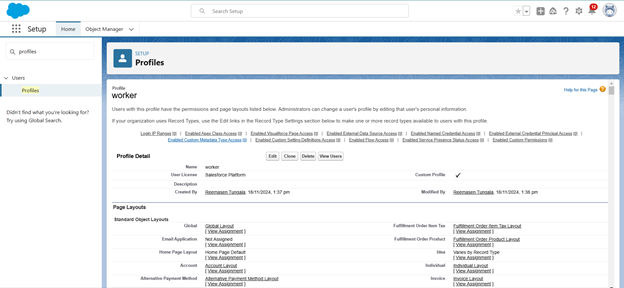 Search Setup
12
Setup
Home
Object Manager
profiles
Users
Profiles
Didn't find what you're looking for?
Try using Global Search.
SETUP
Profiles
Profile
worker
Help for this Page
Users with this profile have the permissions and page layouts listed below. Administrators can change a user's profile by editing that user's personal information.
If your organization uses Record Types, use the Edit links in the Record Type Settings section below to make one or more record types available to users with this profile.
Login IP Ranges [0] | Enabled Apex Class Access [0] | Enabled Visualforce Page Access [0] | Enabled External Data Source Access [0] | Enabled Named Credential Access [0] | Enabled External Credential Principal Access [0] |
Enabled Custom Metadata Type Access [0] | Enabled Custom Setting Definitions Access [0] | Enabled Flow Access [0] | Enabled Service Presence Status Access [0] | Enabled Custom Permissions [0]
Profile Detail
Edit Clone Delete View Users
Name worker
User License Salesforce Platform Custom Profile ✓
Description
Created By Reemasen Tungala, 18/11/2024, 1:37 pm Modified By Reemasen Tungala, 18/11/2024, 1:38 pm
Page Layouts
Standard Object Layouts
Global Global Layout Fulfillment Order Item Tax Fulfillment Order Item Tax Layout
[ View Assignment ] [ View Assignment ]
Email Application Not Assigned Fulfillment Order Product Fulfillment Order Product Layout
[ View Assignment ] [ View Assignment ]
Home Page Layout Home Page Default Idea Varies by Record Type
[ View Assignment ] [ View Assignment ]
Account Account Layout Individual Individual Layout
[ View Assignment ] [ View Assignment ]
Alternative Payment Method Alternative Payment Method Layout Invoice Invoice Layout
[ View Assignment ] [ View Assignment ]